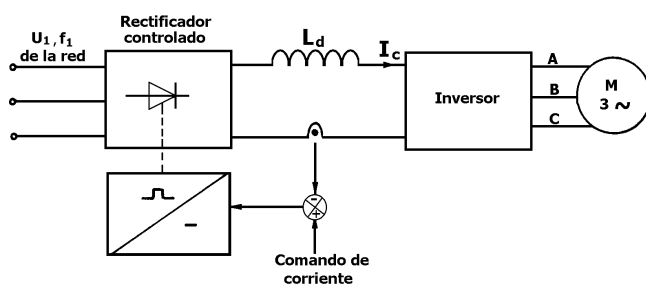 Rectificador
controlado
U1, f1
de la red
Ld
Ic
Inversor
A
B
C
M
3 ~
-
+
Comando de
corriente